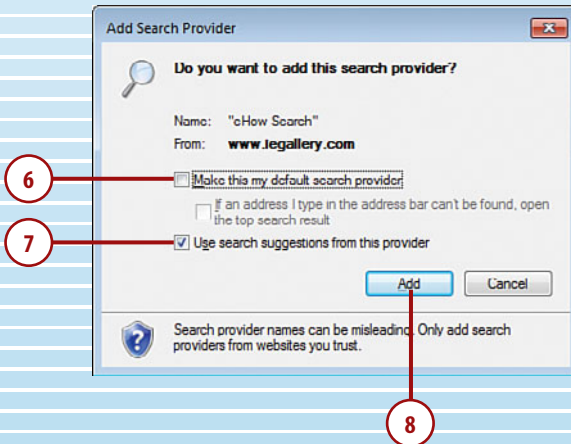 Add Search Provider
Do you want to add this search provider?
Name: "eHow Search"
From: www.iegallery.com
6
Make this my default search provider
If an address I type in the address bar can't be found, open
the top search result
7
Use search suggestions from this provider
Add Cancel
Search provider names can be misleading. Only add search
providers from websites you trust.
8